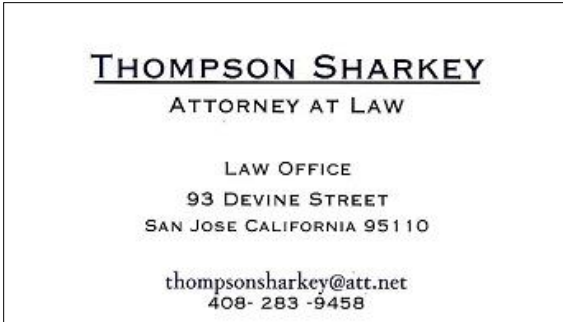 THOMPSON SHARKEY
ATTORNEY AT LAW
LAW OFFICE
93 DEVINE STREET
SAN JOSE CALIFORNIA 95110
thompsonsharkey@att.net
408- 283 -9458